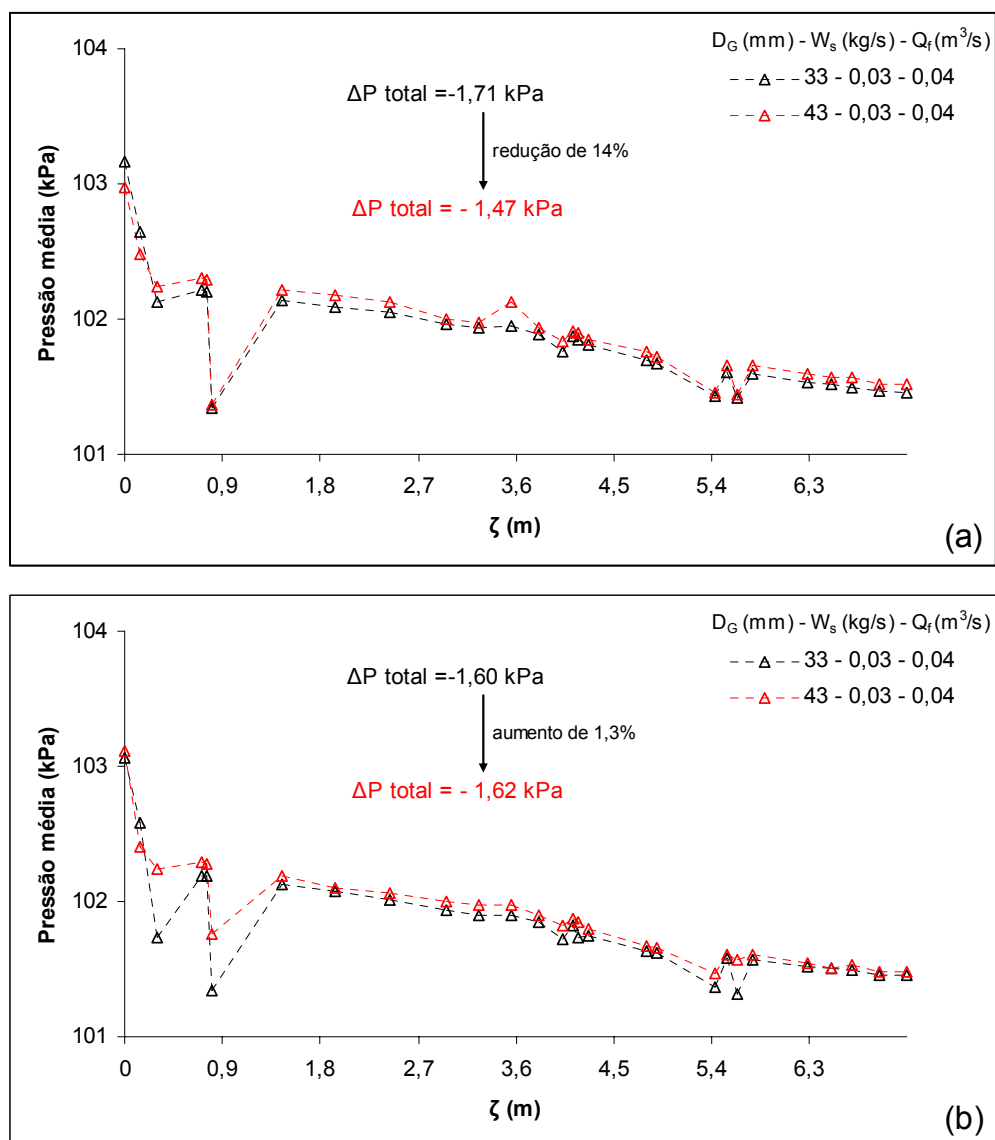 D_G (mm) - W_s (kg/s) - Q_f (m³/s)
33 - 0,03 - 0,04
43 - 0,03 - 0,04
ΔP total =-1,71 kPa
redução de 14%
ΔP total = - 1,47 kPa
Pressão média (kPa)
104
103
102
101
0 0,9 1,8 2,7 3,6 4,5 5,4 6,3
ζ (m)
(a)
D_G (mm) - W_s (kg/s) - Q_f (m³/s)
33 - 0,03 - 0,04
43 - 0,03 - 0,04
ΔP total =-1,60 kPa
aumento de 1,3%
ΔP total = - 1,62 kPa
Pressão média (kPa)
104
103
102
101
0 0,9 1,8 2,7 3,6 4,5 5,4 6,3
ζ (m)
(b)